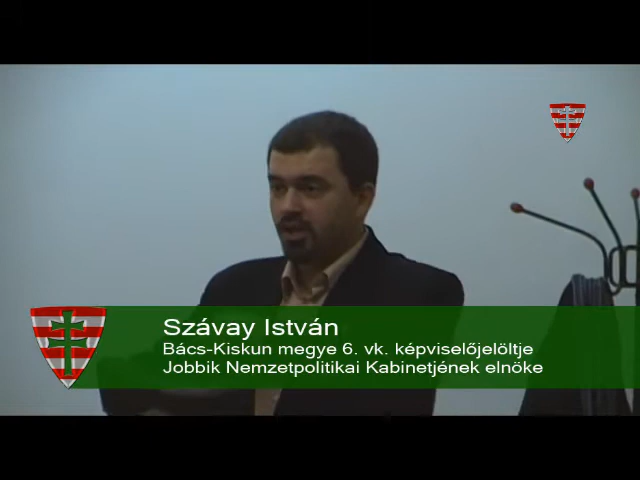 Szávay István
Bács-Kiskun megye 6. vk. képviselőjelöltje
Jobbik Nemzetpolitikai Kabinetjének elnöke